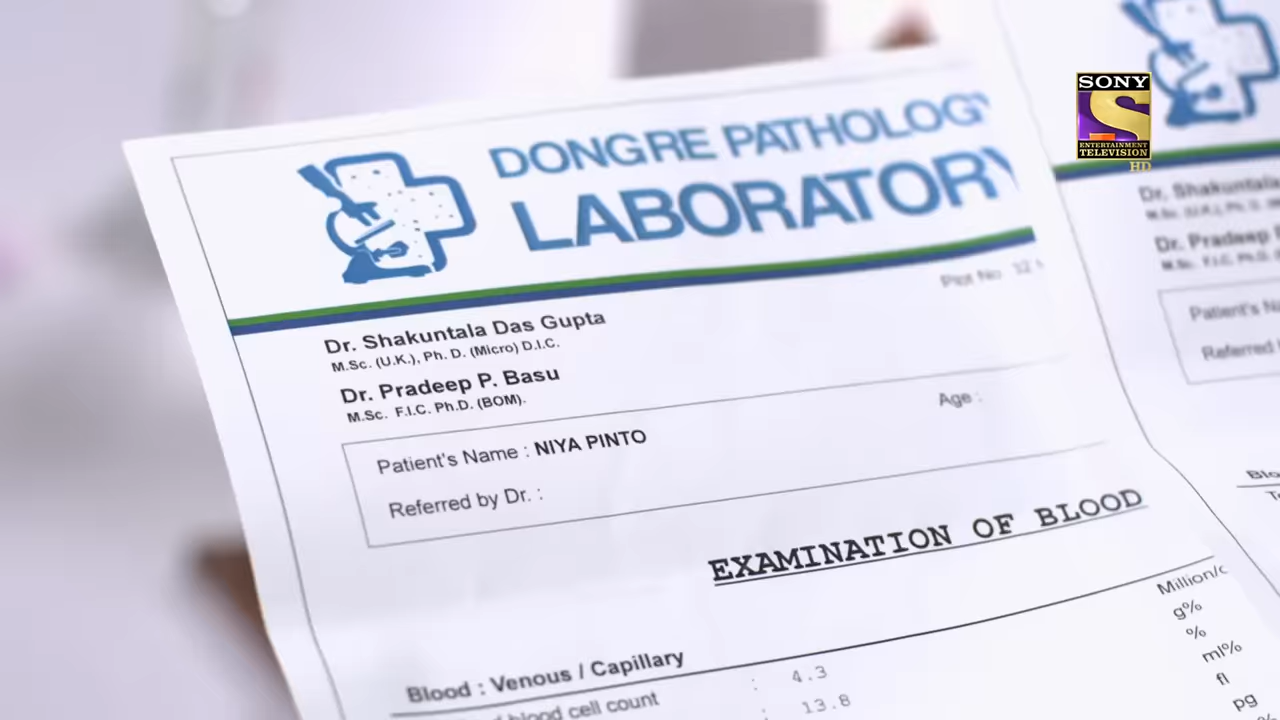 DONGRE PATHOLOGY
LABORATORY
Plot No 12
Dr. Shakuntala Das Gupta
M.Sc. (U.K.), Ph. D. (Micro) D.I.C.
Dr. Pradeep P. Basu
M.Sc. F.I.C. Ph.D. (BOM).
Patient's Name : NIYA PINTO
Age :
Referred by Dr. :
EXAMINATION OF BLOOD
Million/c
g%
%
ml%
fl
pg
Blood : Venous / Capillary
blood cell count : 4.3
: 13.8
SONY
ENTERTAINMENT
TELEVISION
HD
Dr. Shakuntala
Dr. Pradeep
Patient's
Referred